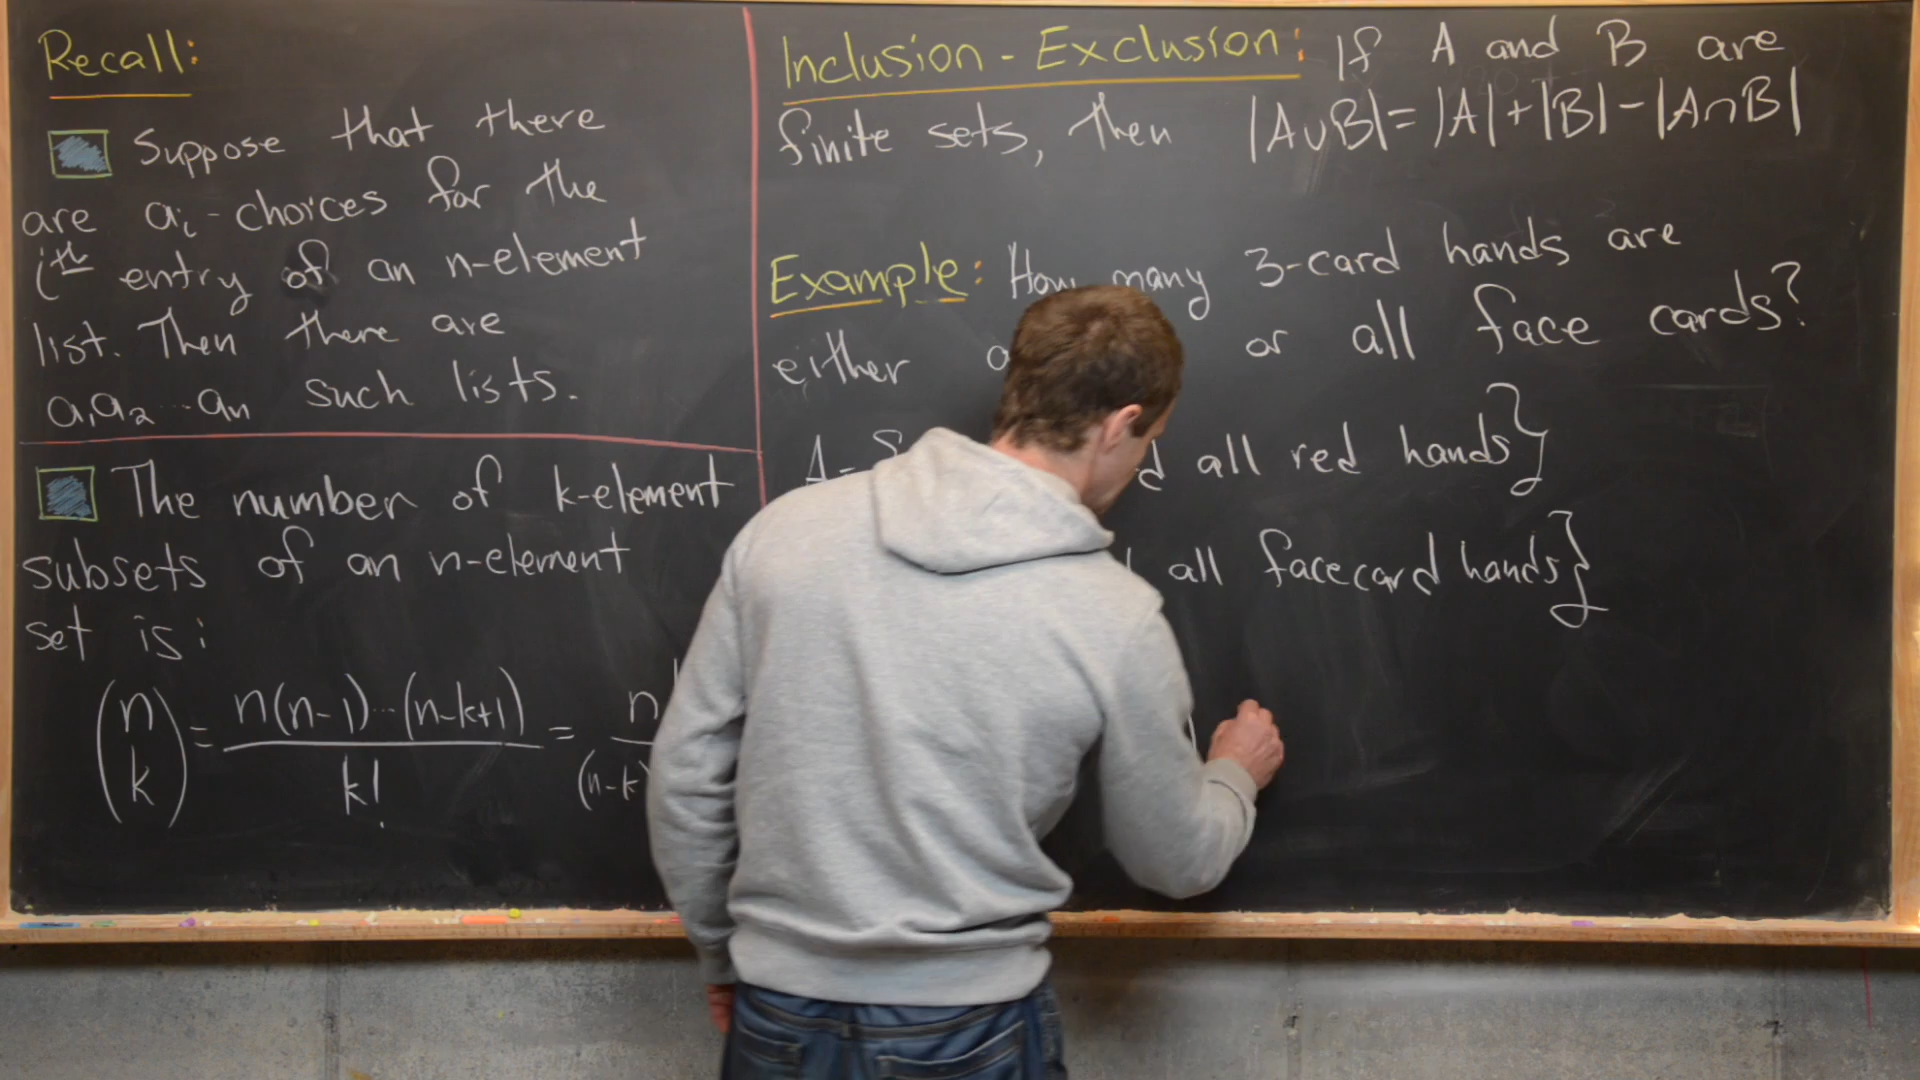 Recall:
Suppose that there
are aᵢ-choices for the
iᵗʰ entry of an n-element
list. Then there are
a₁a₂...aₙ such lists.
The number of k-element
subsets of an n-element
set is:
(n k) = n(n-1)...(n-k+1) / k! = n / (n-k)
Inclusion-Exclusion: If A and B are
finite sets, then |A∪B|=|A|+|B|-|A∩B|
Example: How many 3-card hands are
either or all face cards?
A = all red hands}
all facecard hands}